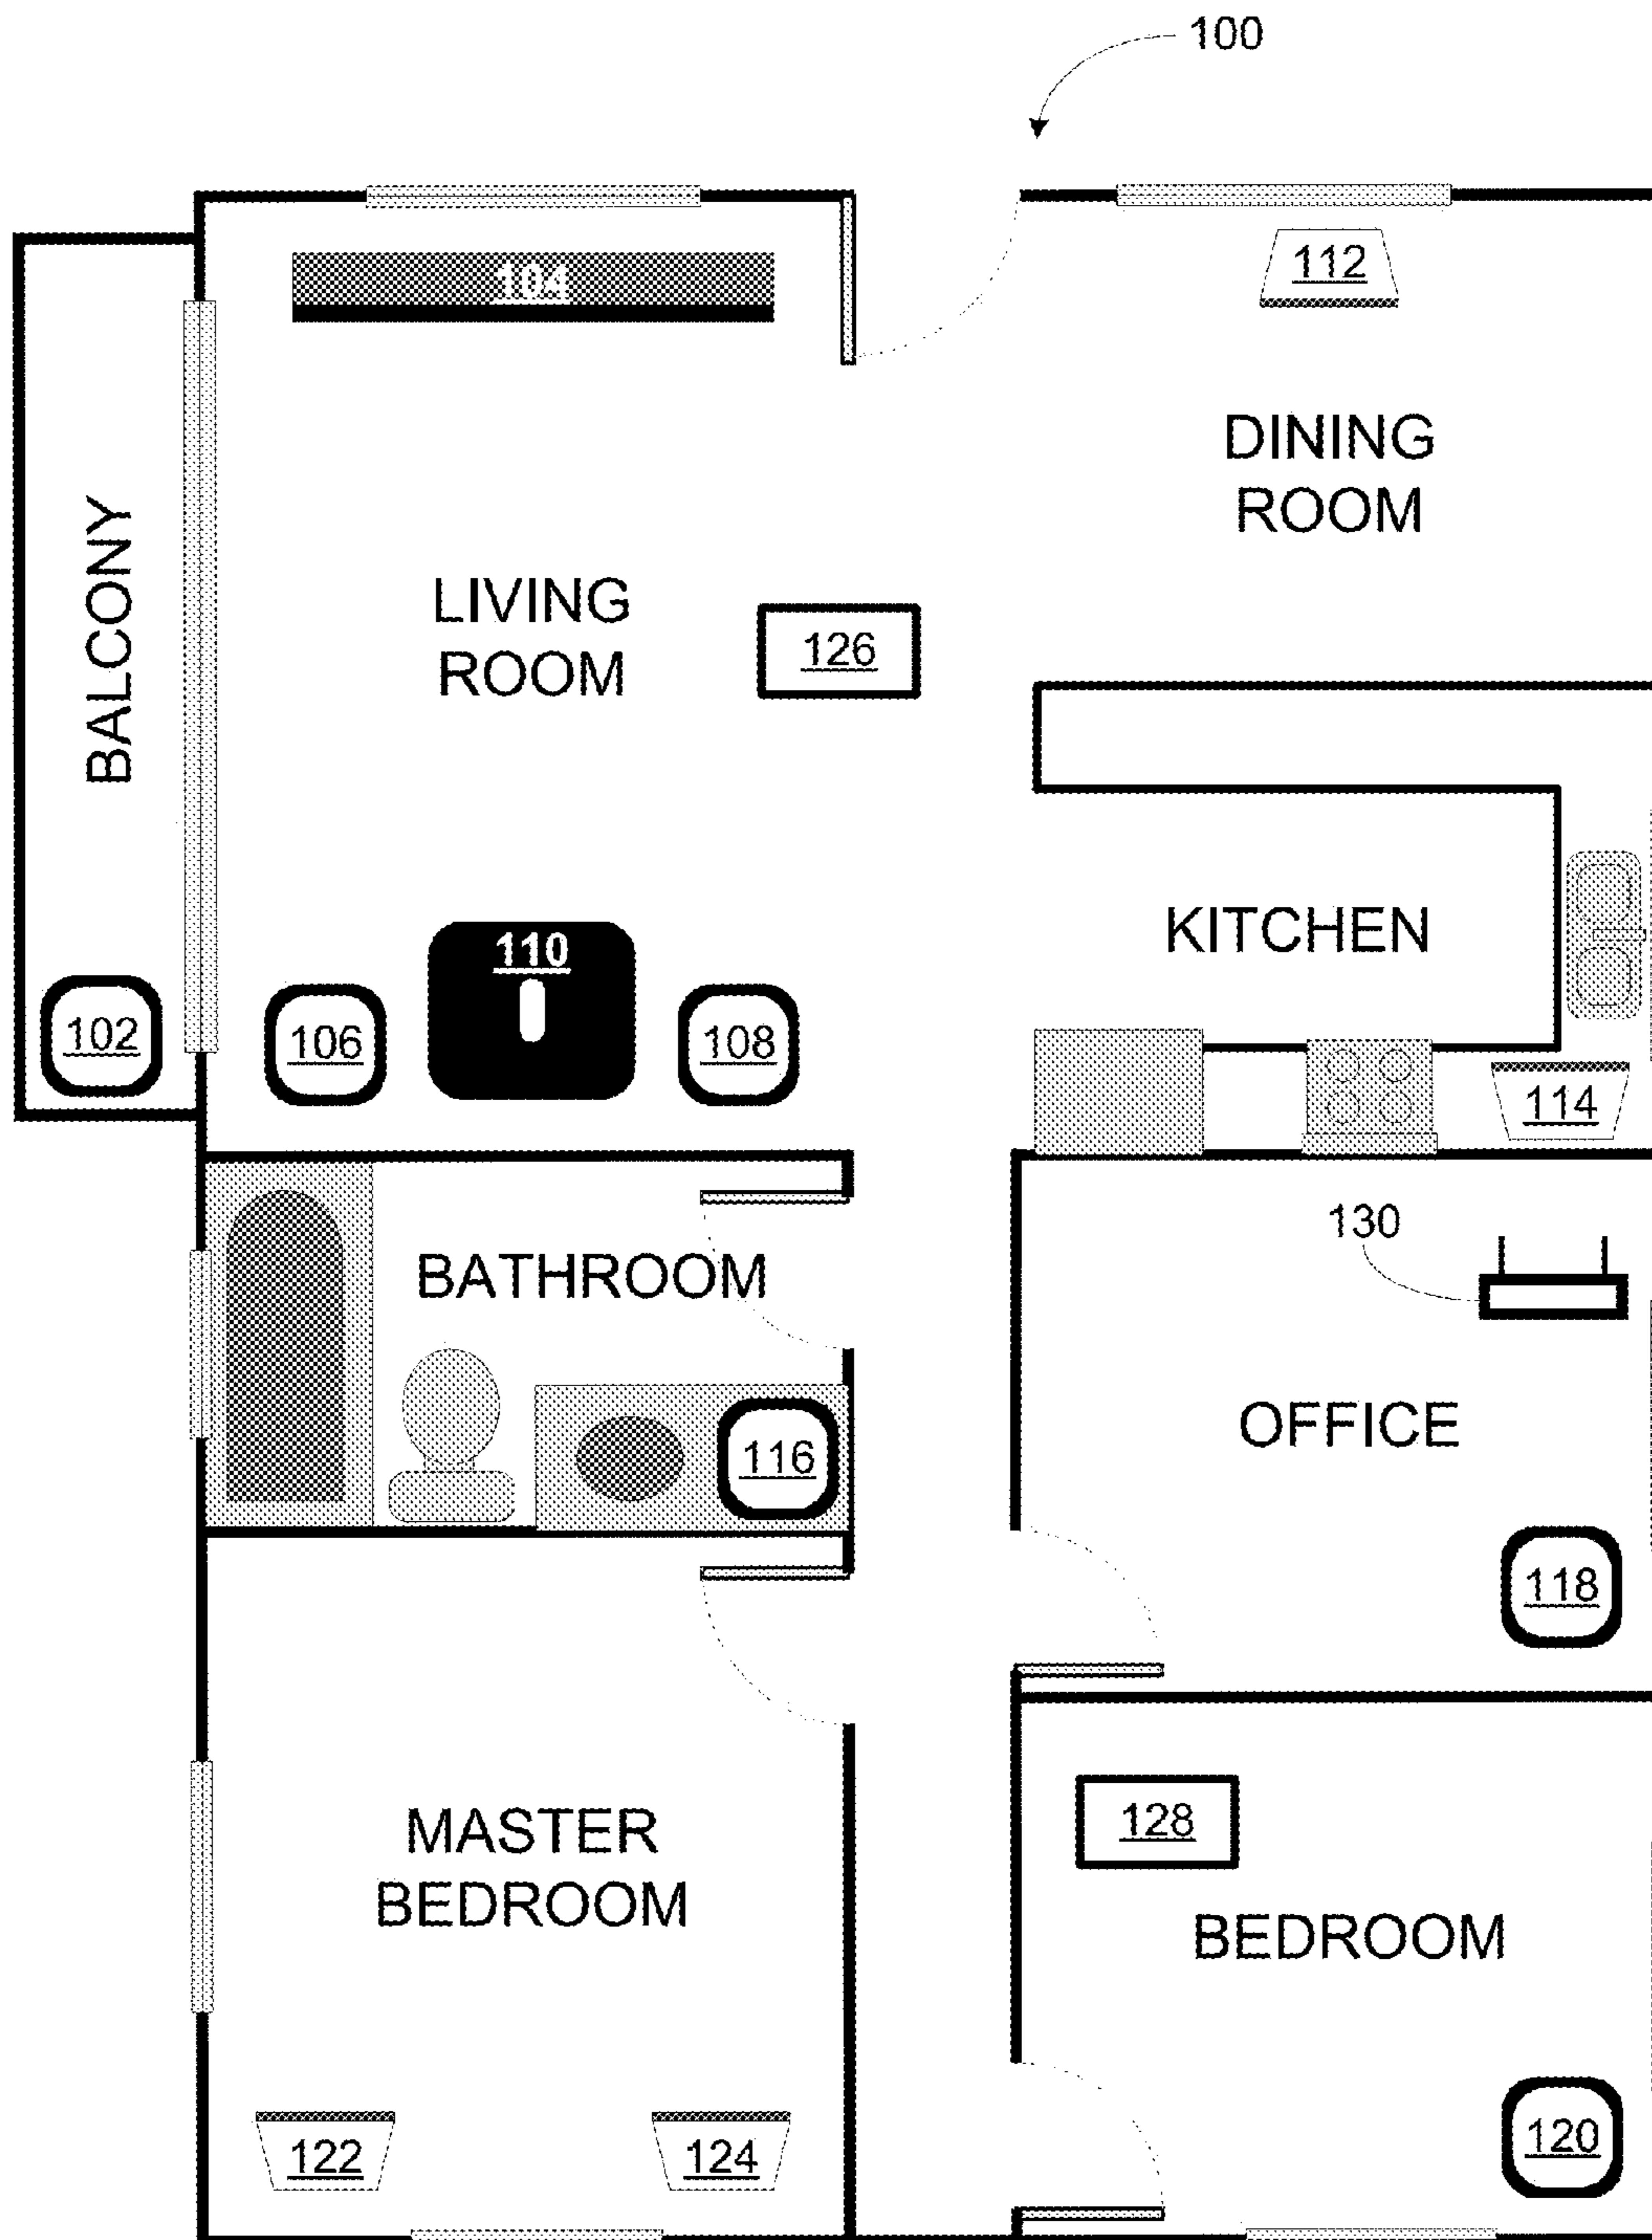 100
104
112
DINING
ROOM
BALCONY
LIVING
ROOM
126
KITCHEN
110
102
106
108
114
130
BATHROOM
OFFICE
116
118
128
MASTER
BEDROOM
BEDROOM
120
122
124